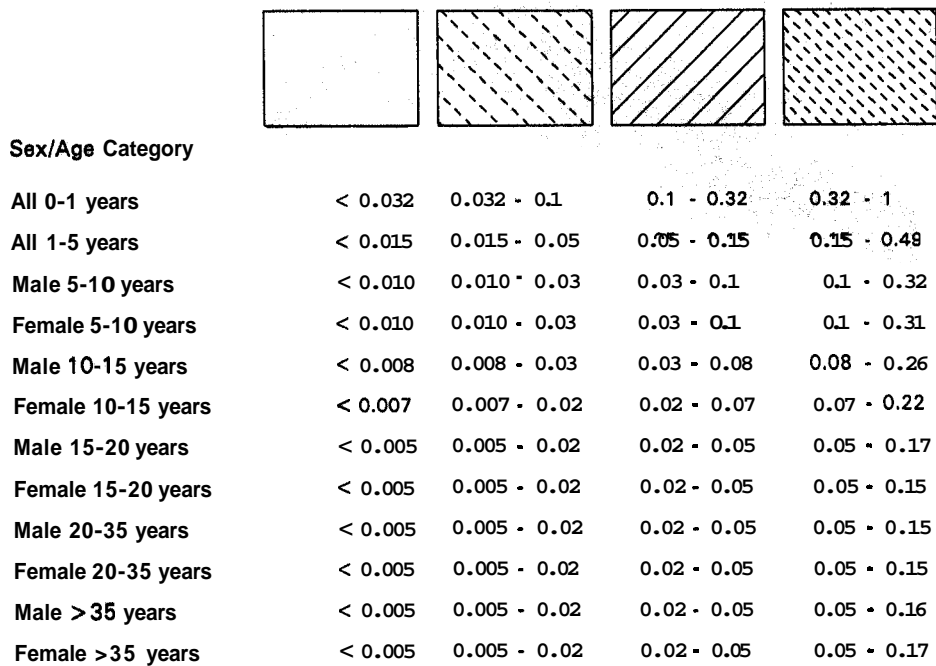 Sex/Age Category
All 0-1 years < 0.032 0.032 - 0.1 0.1 - 0.32 0.32 - 1
All 1-5 years < 0.015 0.015 - 0.05 0.05 - 0.15 0.15 - 0.49
Male 5-10 years < 0.010 0.010 - 0.03 0.03 - 0.1 0.1 - 0.32
Female 5-10 years < 0.010 0.010 - 0.03 0.03 - 0.1 0.1 - 0.31
Male 10-15 years < 0.008 0.008 - 0.03 0.03 - 0.08 0.08 - 0.26
Female 10-15 years < 0.007 0.007 - 0.02 0.02 - 0.07 0.07 - 0.22
Male 15-20 years < 0.005 0.005 - 0.02 0.02 - 0.05 0.05 - 0.17
Female 15-20 years < 0.005 0.005 - 0.02 0.02 - 0.05 0.05 - 0.15
Male 20-35 years < 0.005 0.005 - 0.02 0.02 - 0.05 0.05 - 0.15
Female 20-35 years < 0.005 0.005 - 0.02 0.02 - 0.05 0.05 - 0.15
Male >35 years < 0.005 0.005 - 0.02 0.02 - 0.05 0.05 - 0.16
Female >35 years < 0.005 0.005 - 0.02 0.02 - 0.05 0.05 - 0.17